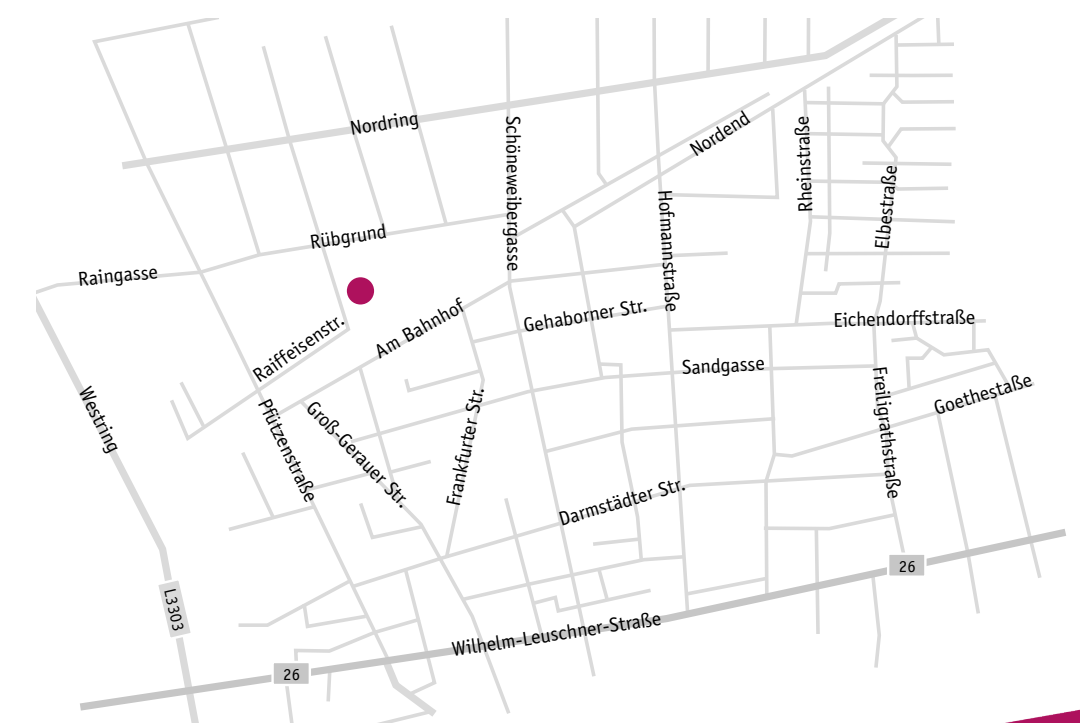 Nordring
Schöneweibergasse
Nordend
Rheinstraße
Elbestraße
Hofmannstraße
Rübgrund
Raingasse
Am Bahnhof
Gehaborner Str.
Eichendorffstraße
Raiffeisenstr.
Sandgasse
Westring
Pfützenstraße
Groß-Gerauer Str.
Frankfurter Str.
Freiligrathstraße
Goethestaße
Darmstädter Str.
26
L3303
Wilhelm-Leuschner-Straße
26